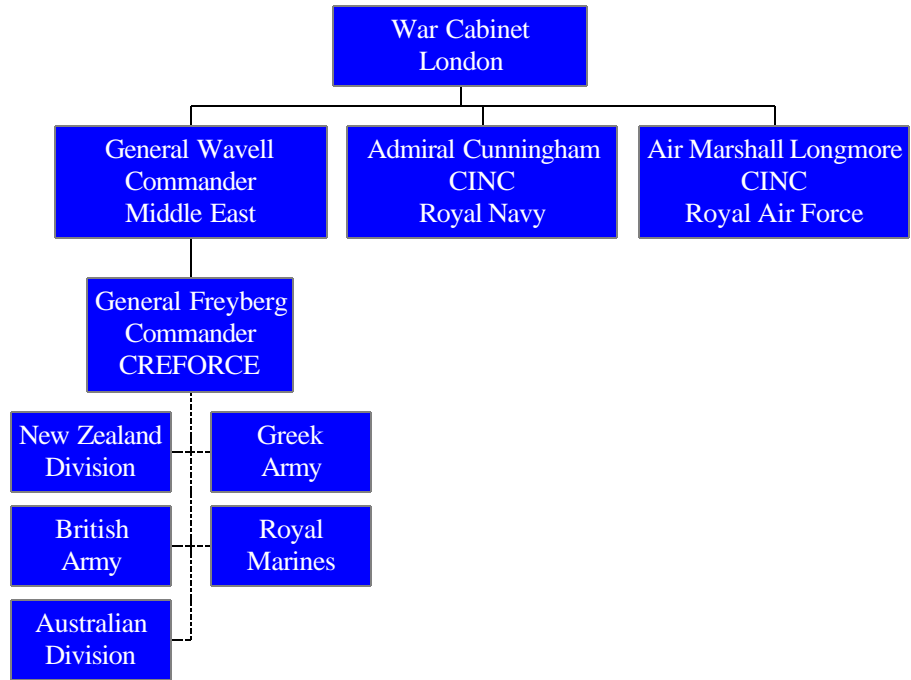 War Cabinet
London
General Wavell
Commander
Middle East
Admiral Cunningham
CINC
Royal Navy
Air Marshall Longmore
CINC
Royal Air Force
General Freyberg
Commander
CREFORCE
New Zealand
Division
Greek
Army
British
Army
Royal
Marines
Australian
Division